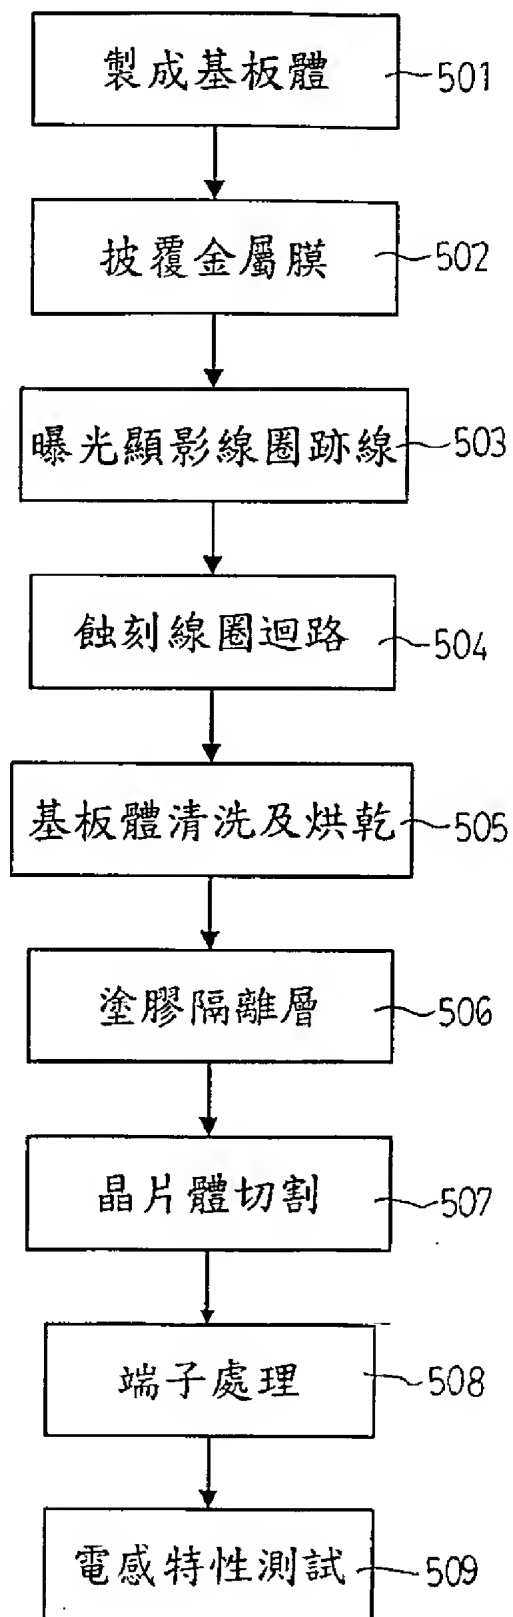 製成基板體 501
披覆金屬膜 502
曝光顯影線圈跡線 503
蝕刻線圈迴路 504
基板體清洗及烘乾 505
塗膠隔離層 506
晶片體切割 507
端子處理 508
電感特性測試 509